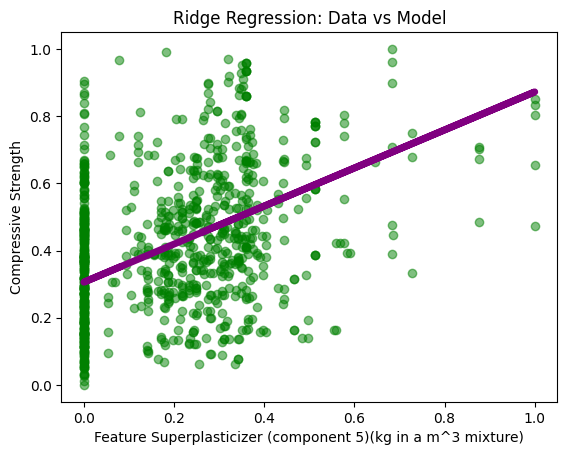 Ridge Regression: Data vs Model
Compressive Strength
1.0
0.8
0.6
0.4
0.2
0.0
0.0 0.2 0.4 0.6 0.8 1.0
Feature Superplasticizer (component 5)(kg in a m^3 mixture)